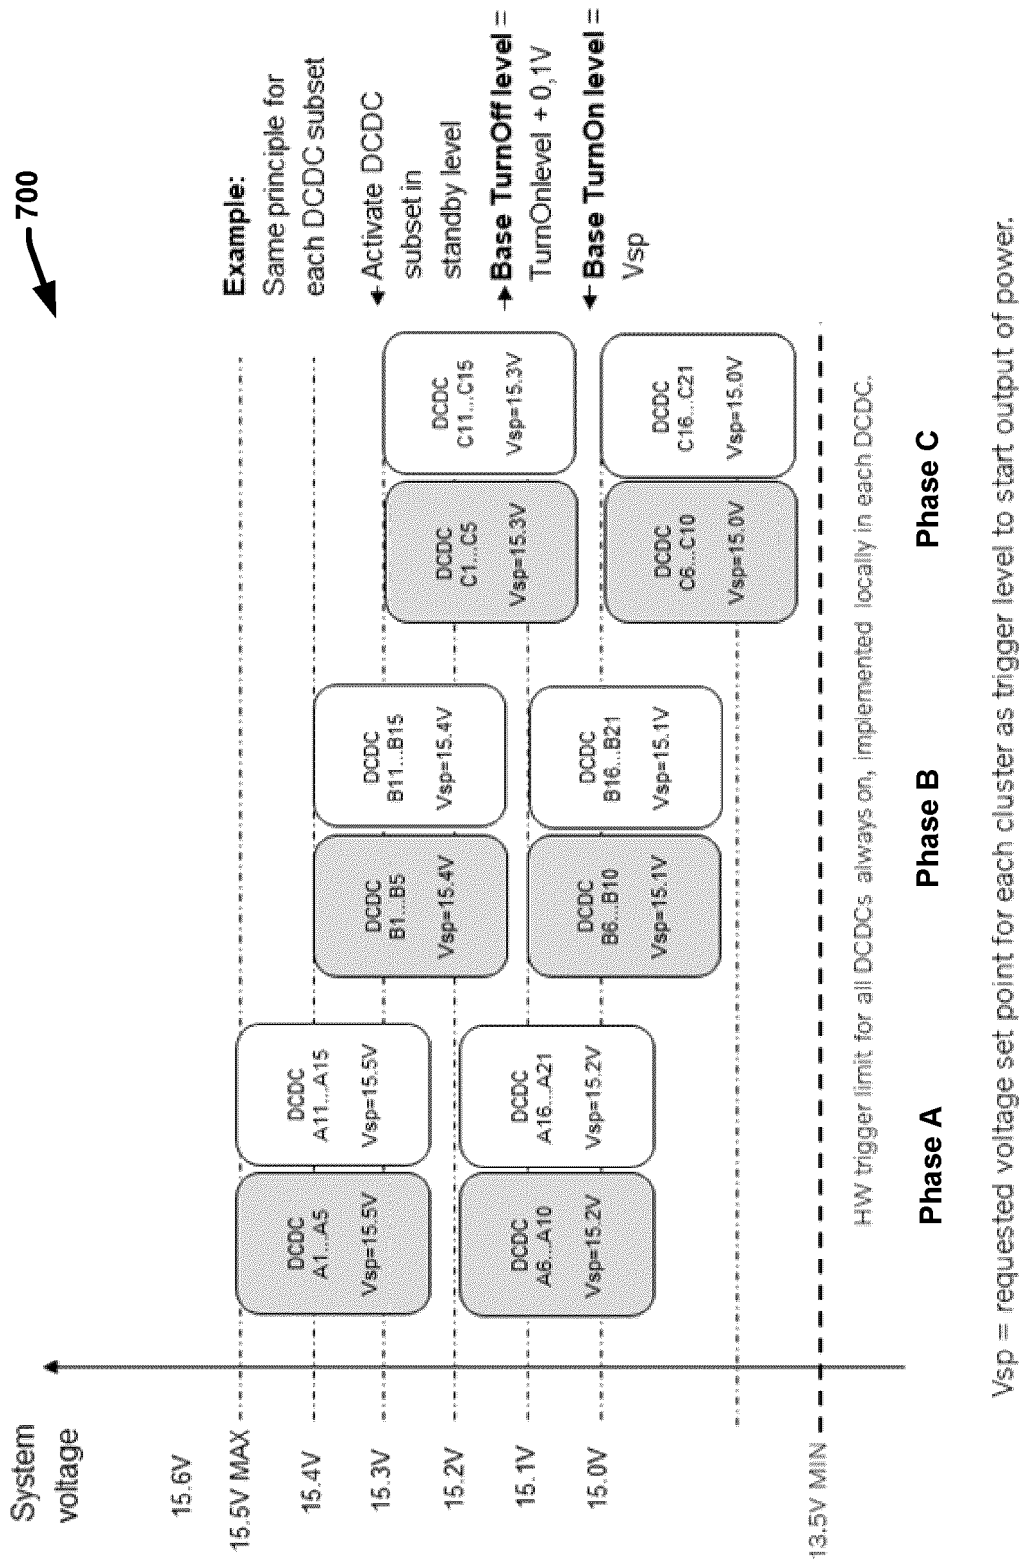 700
System
voltage
15.6V
15.5V MAX
15.4V
15.3V
15.2V
15.1V
15.0V
13.5V MIN
DCDC
A1...A5
Vsp=15.5V
DCDC
A11...A15
Vsp=15.5V
DCDC
A6...A10
Vsp=15.2V
DCDC
A16...A21
Vsp=15.2V
DCDC
B1...B5
Vsp=15.4V
DCDC
B11...B15
Vsp=15.4V
DCDC
B6...B10
Vsp=15.1V
DCDC
B16...B21
Vsp=15.1V
DCDC
C1...C5
Vsp=15.3V
DCDC
C11...C15
Vsp=15.3V
DCDC
C6...C10
Vsp=15.0V
DCDC
C16...C21
Vsp=15.0V
Example:
Same principle for
each DCDC subset
Activate DCDC
subset in
standby level
Base TurnOff level =
TurnOnlevel + 0,1V
Base TurnOn level =
Vsp
HW trigger limit for all DCDCs always on, implemented locally in each DCDC.
Phase A
Phase B
Phase C
Vsp = requested voltage set point for each cluster as trigger level to start output of power.